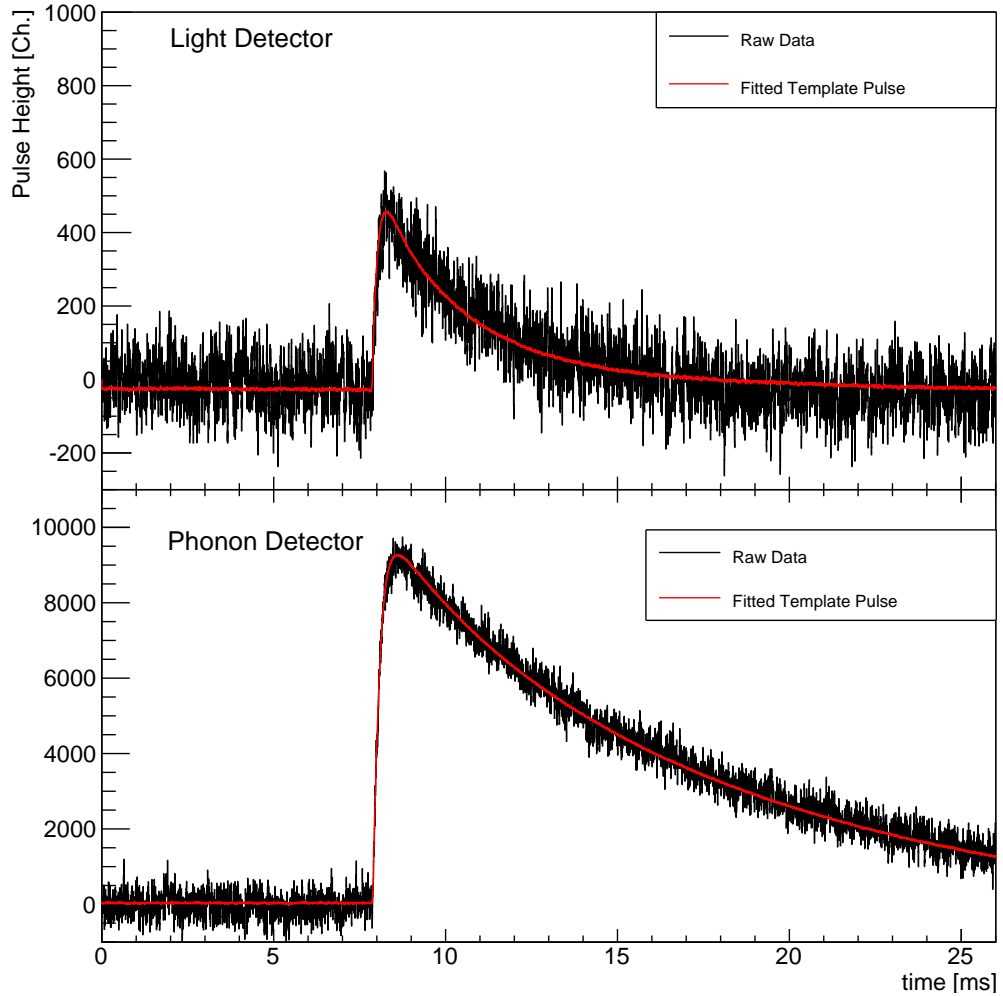 Pulse Height [Ch.]
1000
800
600
400
200
0
-200
Light Detector
Raw Data
Fitted Template Pulse
10000
8000
6000
4000
2000
0
Phonon Detector
Raw Data
Fitted Template Pulse
0 5 10 15 20 25
time [ms]